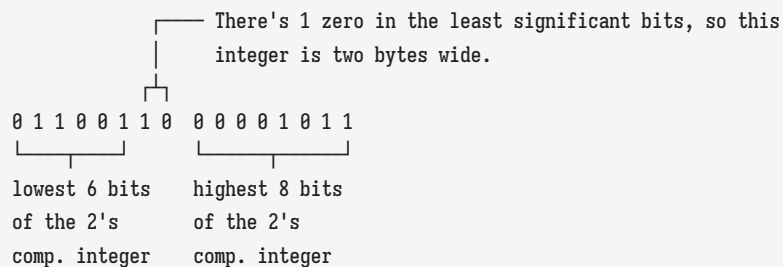 There's 1 zero in the least significant bits, so this
integer is two bytes wide.
0 1 1 0 0 1 1 0 0 0 0 0 1 0 1 1
lowest 6 bits highest 8 bits
of the 2's of the 2's
comp. integer comp. integer